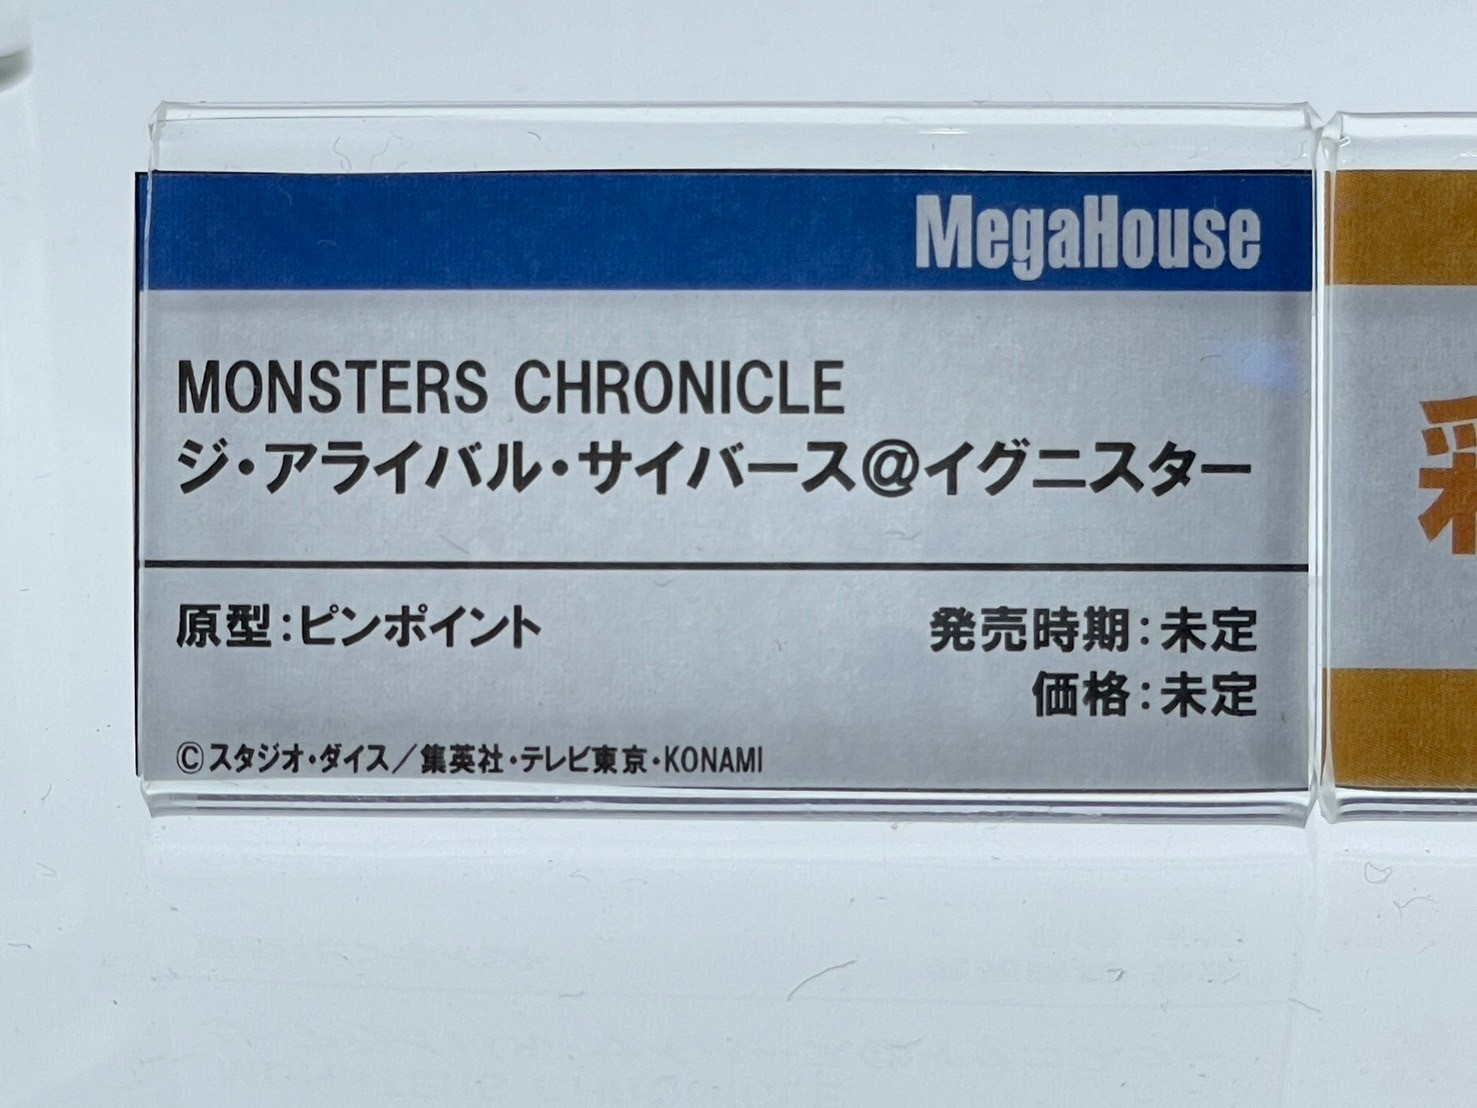 MegaHouse
MONSTERS CHRONICLE
ジ・アライバル・サイバース@イグニスター
原型：ピンポイント
発売時期：未定
価格：未定
©スタジオ・ダイス／集英社・テレビ東京・KONAMI